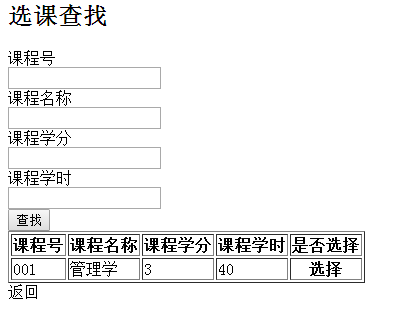 选课查找
课程号
课程名称
课程学分
课程学时
查找
课程号 课程名称 课程学分 课程学时 是否选择
001 管理学 3 40 选择
返回